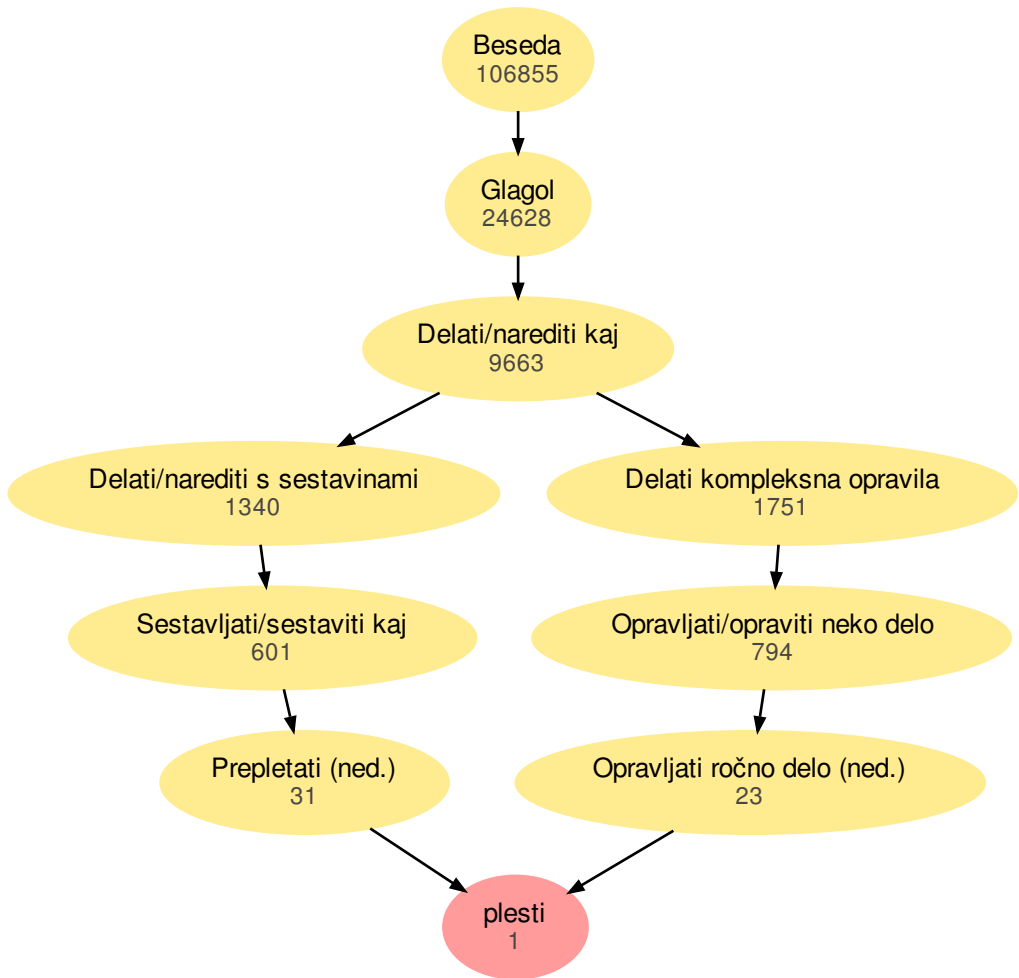 Beseda
106855
Glagol
24628
Delati/narediti kaj
9663
Delati/narediti s sestavinami
1340
Delati kompleksna opravila
1751
Sestavljati/sestaviti kaj
601
Opravljati/opraviti neko delo
794
Prepletati (ned.)
31
Opravljati ročno delo (ned.)
23
plesti
1